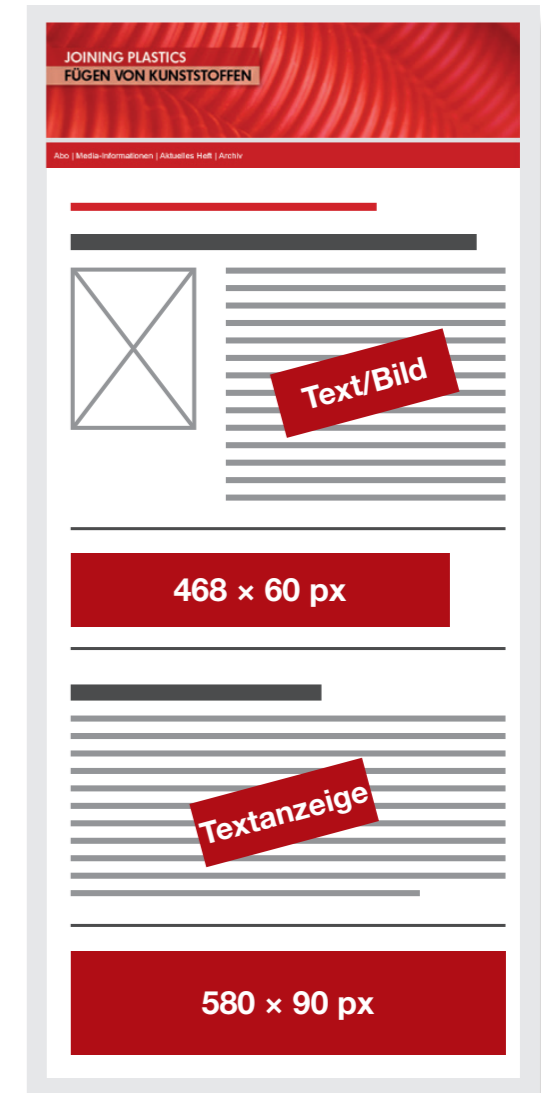 JOINING PLASTICS
FÜGEN VON KUNSTSTOFFEN
Abo | Media-Informationen | Aktuelles Heft | Archiv
Text/Bild
468 × 60 px
Textanzeige
580 × 90 px